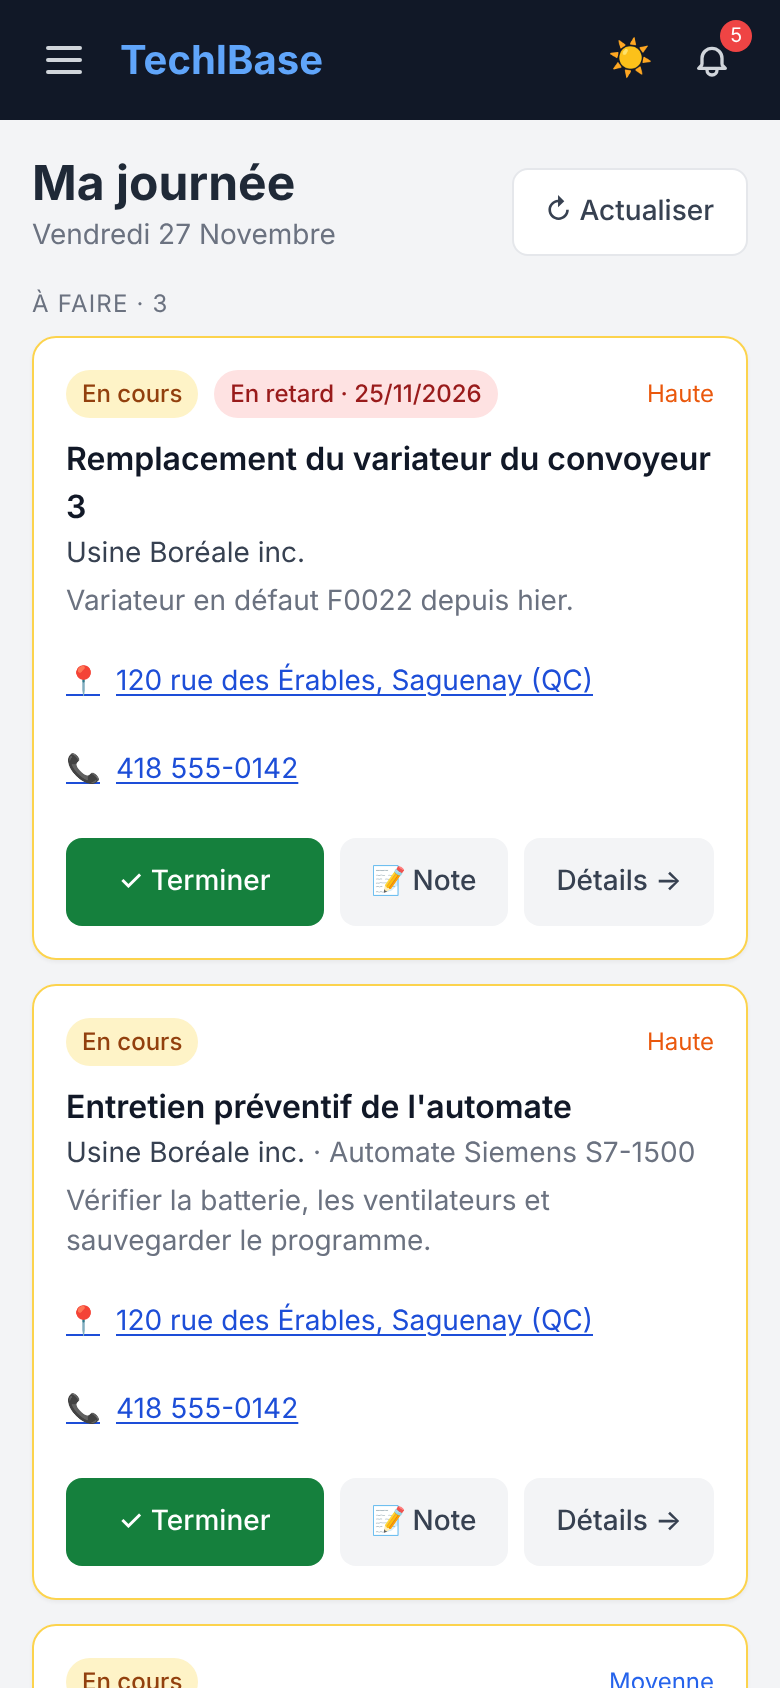 TechIBase
5
Ma journée
Vendredi 27 Novembre
↻ Actualiser
À FAIRE · 3
En cours
En retard · 25/11/2026
Haute
Remplacement du variateur du convoyeur
3
Usine Boréale inc.
Variateur en défaut F0022 depuis hier.
120 rue des Érables, Saguenay (QC)
418 555-0142
✓ Terminer
Note
Détails →
En cours
Haute
Entretien préventif de l'automate
Usine Boréale inc. · Automate Siemens S7-1500
Vérifier la batterie, les ventilateurs et
sauvegarder le programme.
120 rue des Érables, Saguenay (QC)
418 555-0142
✓ Terminer
Note
Détails →
En cours
Moyenne